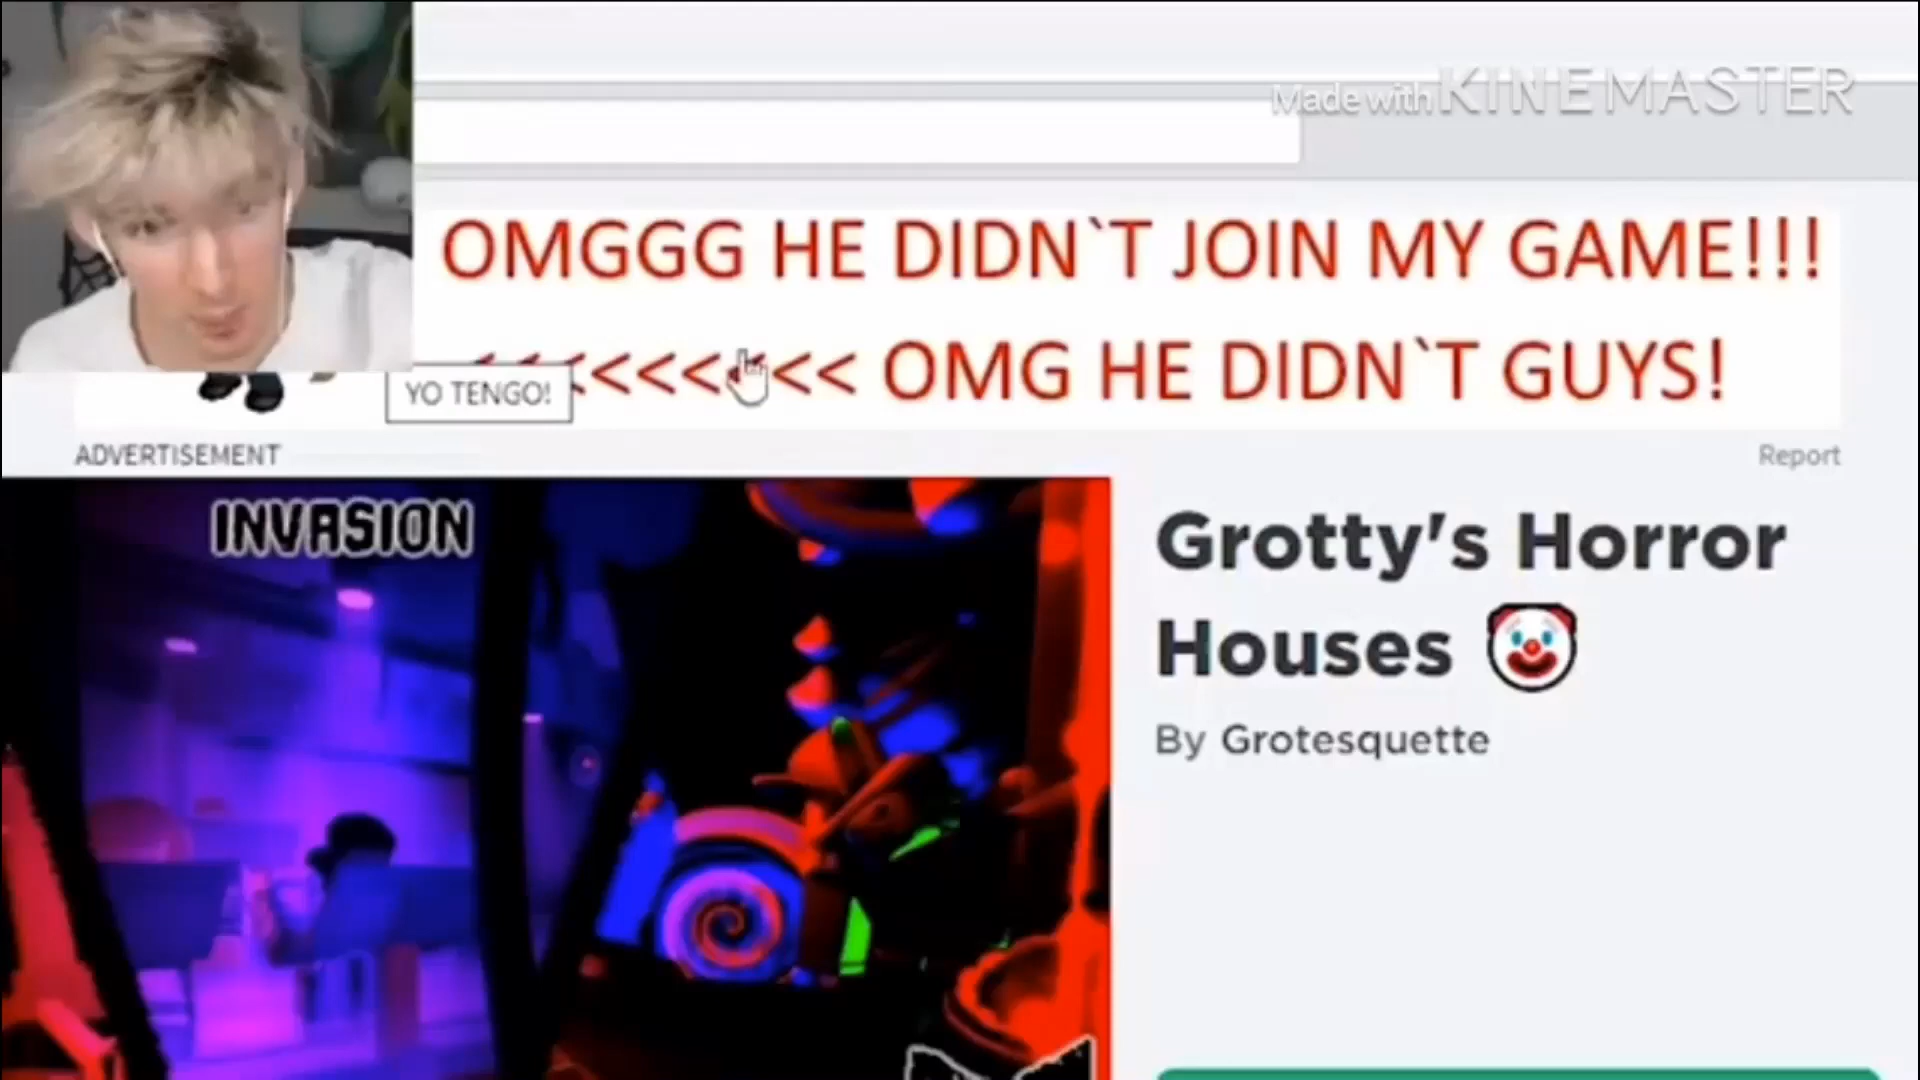 Made with KINEMASTER
OMGGG HE DIDN`T JOIN MY GAME!!!
<<<<<<<< OMG HE DIDN`T GUYS!
YO TENGO!
ADVERTISEMENT
Report
INVASION
Grotty's Horror
Houses
By Grotesquette